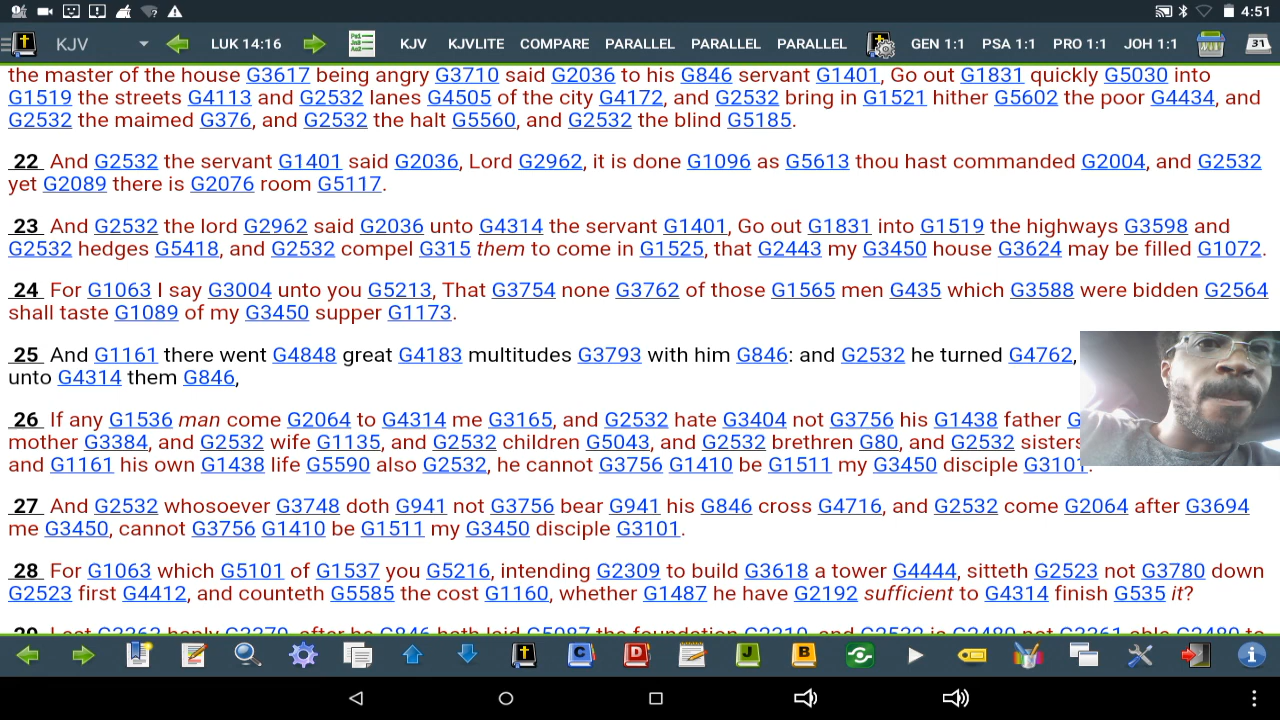 4:51
KJV LUK 14:16 KJV KJVLITE COMPARE PARALLEL PARALLEL PARALLEL GEN 1:1 PSA 1:1 PRO 1:1 JOH 1:1 31
the master of the house G3617 being angry G3710 said G2036 to his G846 servant G1401, Go out G1831 quickly G5030 into
G1519 the streets G4113 and G2532 lanes G4505 of the city G4172, and G2532 bring in G1521 hither G5602 the poor G4434, and
G2532 the maimed G376, and G2532 the halt G5560, and G2532 the blind G5185.
22 And G2532 the servant G1401 said G2036, Lord G2962, it is done G1096 as G5613 thou hast commanded G2004, and G2532
yet G2089 there is G2076 room G5117.
23 And G2532 the lord G2962 said G2036 unto G4314 the servant G1401, Go out G1831 into G1519 the highways G3598 and
G2532 hedges G5418, and G2532 compel G315 them to come in G1525, that G2443 my G3450 house G3624 may be filled G1072.
24 For G1063 I say G3004 unto you G5213, That G3754 none G3762 of those G1565 men G435 which G3588 were bidden G2564
shall taste G1089 of my G3450 supper G1173.
25 And G1161 there went G4848 great G4183 multitudes G3793 with him G846: and G2532 he turned G4762,
unto G4314 them G846,
26 If any G1536 man come G2064 to G4314 me G3165, and G2532 hate G3404 not G3756 his G1438 father G
mother G3384, and G2532 wife G1135, and G2532 children G5043, and G2532 brethren G80, and G2532 sisters
and G1161 his own G1438 life G5590 also G2532, he cannot G3756 G1410 be G1511 my G3450 disciple G3101.
27 And G2532 whosoever G3748 doth G941 not G3756 bear G941 his G846 cross G4716, and G2532 come G2064 after G3694
me G3450, cannot G3756 G1410 be G1511 my G3450 disciple G3101.
28 For G1063 which G5101 of G1537 you G5216, intending G2309 to build G3618 a tower G4444, sitteth G2523 not G3780 down
G2523 first G4412, and counteth G5585 the cost G1160, whether G1487 he have G2192 sufficient to G4314 finish G535 it?
C D J B